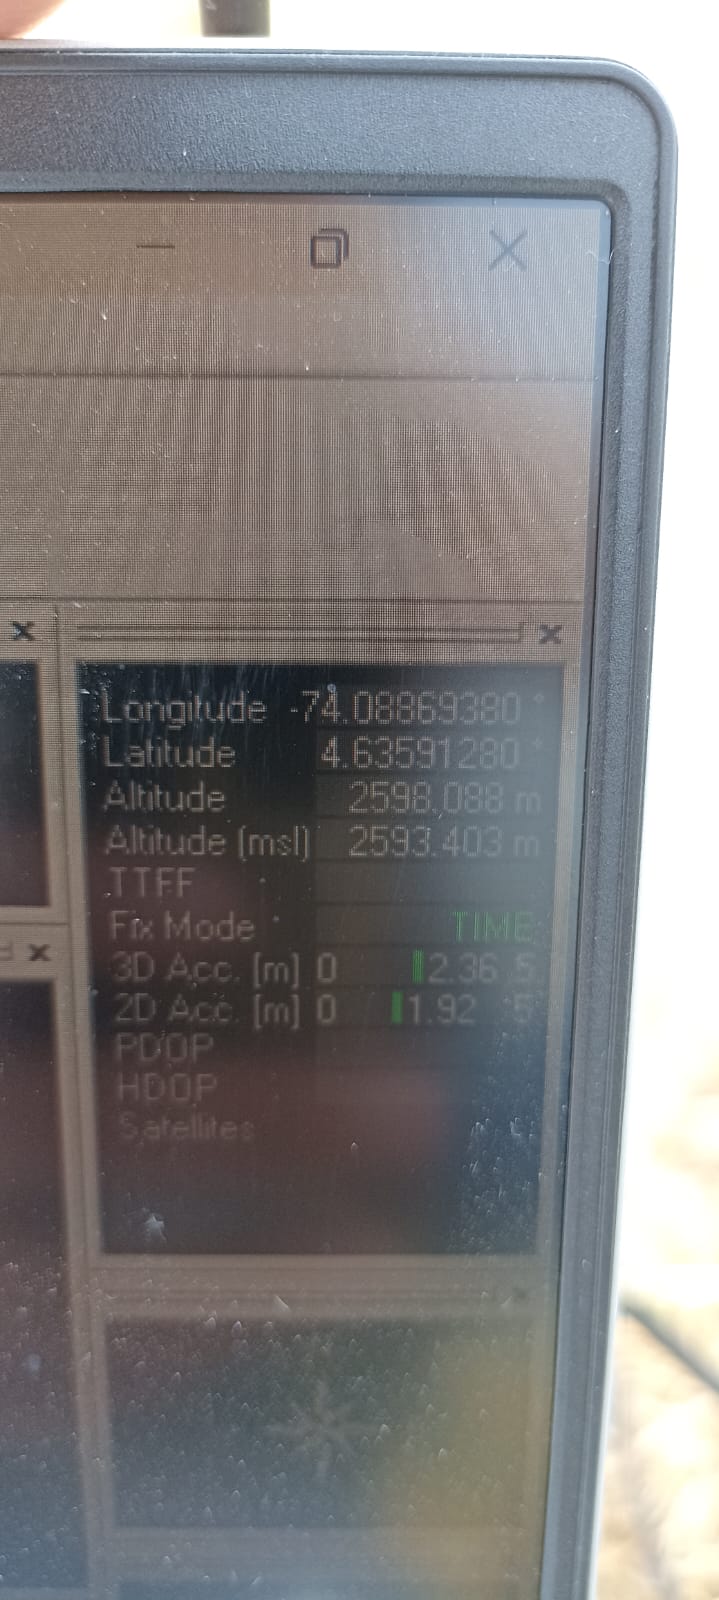 Longitude -74.08869380 °
Latitude 4.63591280 °
Altitude 2598.088 m
Altitude (msl) 2593.403 m
TTFF
Fix Mode TIME
3D Acc. [m] 0 2.36 5
2D Acc. [m] 0 1.92 5
PDOP
HDOP
Satellites